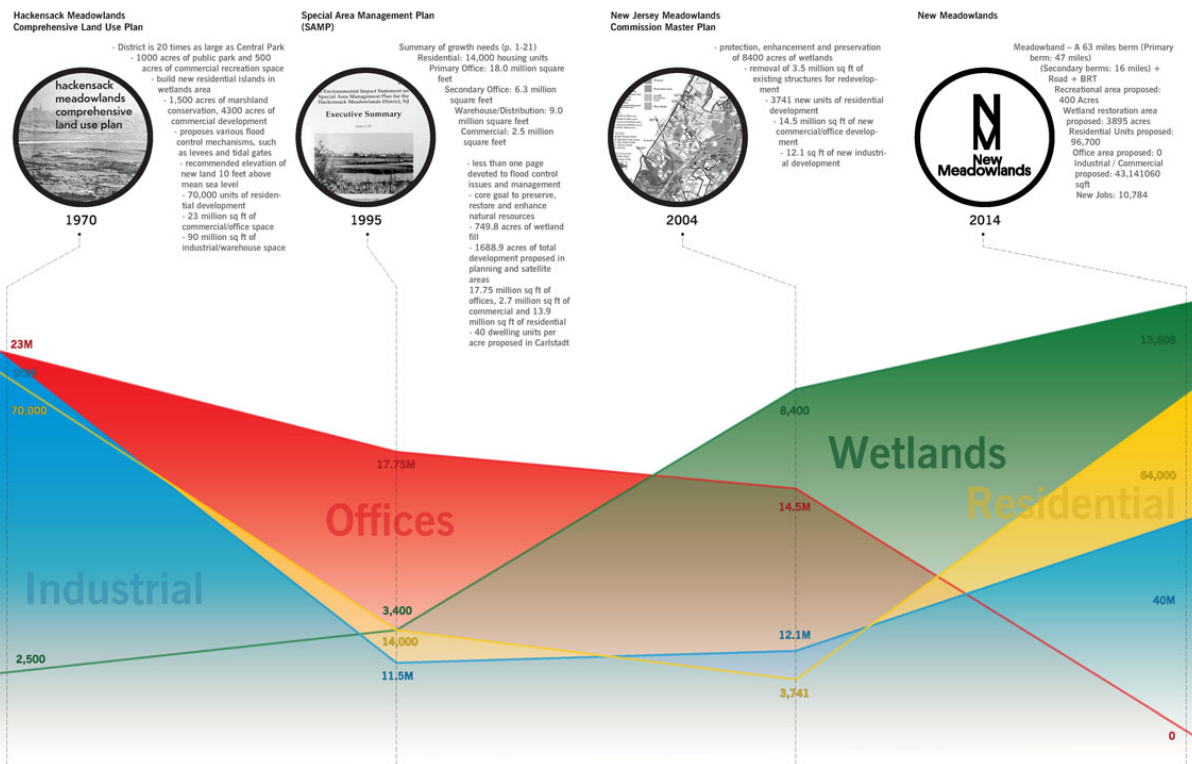 Hackensack Meadowlands
Comprehensive Land Use Plan
- District is 20 times as large as Central Park
- 1000 acres of public park and 500
acres of commercial recreation space
- build new residential islands in
wetlands area
- 1,500 acres of marshland
conservation, 4300 acres of
commercial development
- proposes various flood
control mechanisms, such
as levees and tidal gates
- recommended elevation of
new land 10 feet above
mean sea level
- 70,000 units of residen-
tial development
- 23 million sq ft of
commercial/office space
- 90 million sq ft of
industrial/warehouse space
hackensack
meadowlands
comprehensive
land use plan
1970
Special Area Management Plan
(SAMP)
Summary of growth needs (p. 1-21)
Residential: 14,000 housing units
Primary Office: 18.0 million square
feet
Secondary Office: 6.3 million
square feet
Warehouse/Distribution: 9.0
million square feet
Commercial: 2.5 million
square feet
- less than one page
devoted to flood control
issues and management
- core goal to preserve,
restore and enhance
natural resources
- 749.8 acres of wetland
fill
- 1688.9 acres of total
development proposed in
planning and satellite
areas
17.75 million sq ft of
offices, 2.7 million sq ft of
commercial and 13.9
million sq ft of residential
- 40 dwelling units per
acre proposed in Carlstadt
Environmental Impact Statement on
Special Area Management Plan for the
Hackensack Meadowlands District, NJ
Executive Summary
1995
New Jersey Meadowlands
Commission Master Plan
- protection, enhancement and preservation
of 8400 acres of wetlands
- removal of 3.5 million sq ft of
existing structures for redevelop-
ment
- 3741 new units of residential
development
- 14.5 million sq ft of new
commercial/office develop-
ment
- 12.1 sq ft of new industri-
al development
2004
New Meadowlands
Meadowband – A 63 miles berm (Primary
berm: 47 miles)
(Secondary berms: 16 miles) +
Road + BRT
Recreational area proposed:
400 Acres
Wetland restoration area
proposed: 3895 acres
Residential Units proposed:
96,700
Office area proposed: 0
Industrial / Commercial
proposed: 43,141060
sqft
New Jobs: 10,784
N
M
New
Meadowlands
2014
23M
90M
70,000
2,500
Industrial
17.75M
Offices
3,400
14,000
11.5M
8,400
14.5M
12.1M
3,741
Wetlands
Residential
13,608
64,000
40M
0